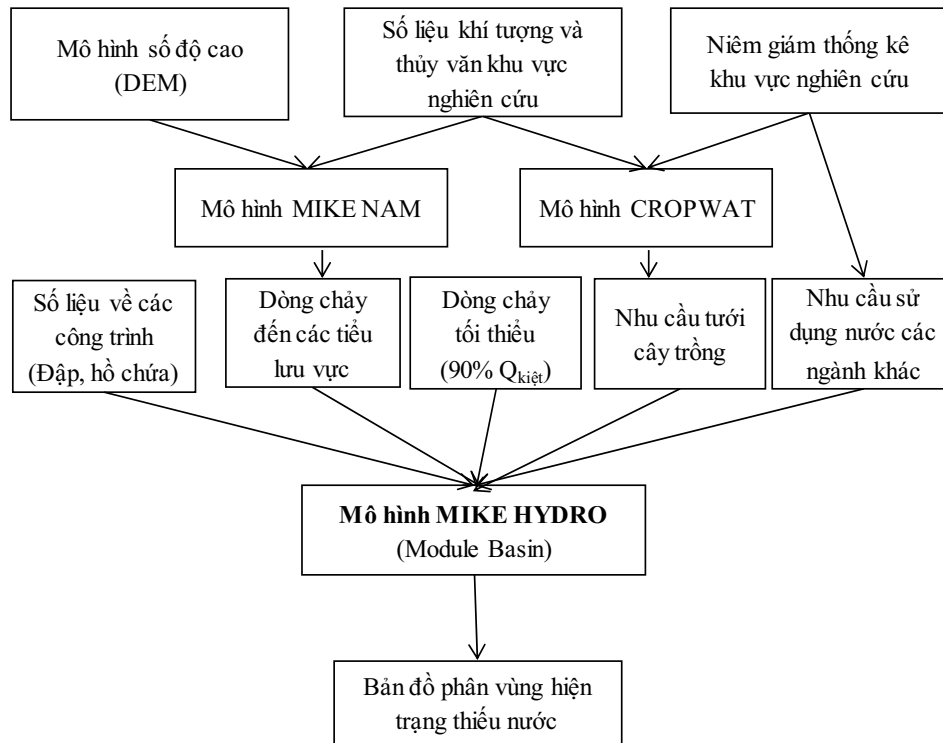 Mô hình số độ cao
(DEM)
Số liệu khí tượng và
thủy văn khu vực
nghiên cứu
Niêm giám thống kê
khu vực nghiên cứu
Mô hình MIKE NAM
Mô hình CROPWAT
Số liệu về các
công trình
(Đập, hồ chứa)
Dòng chảy
đến các tiểu
lưu vực
Dòng chảy
tối thiểu
(90% Qkiệt)
Nhu cầu tưới
cây trồng
Nhu cầu sử
dụng nước các
ngành khác
Mô hình MIKE HYDRO
(Module Basin)
Bản đồ phân vùng hiện
trạng thiếu nước